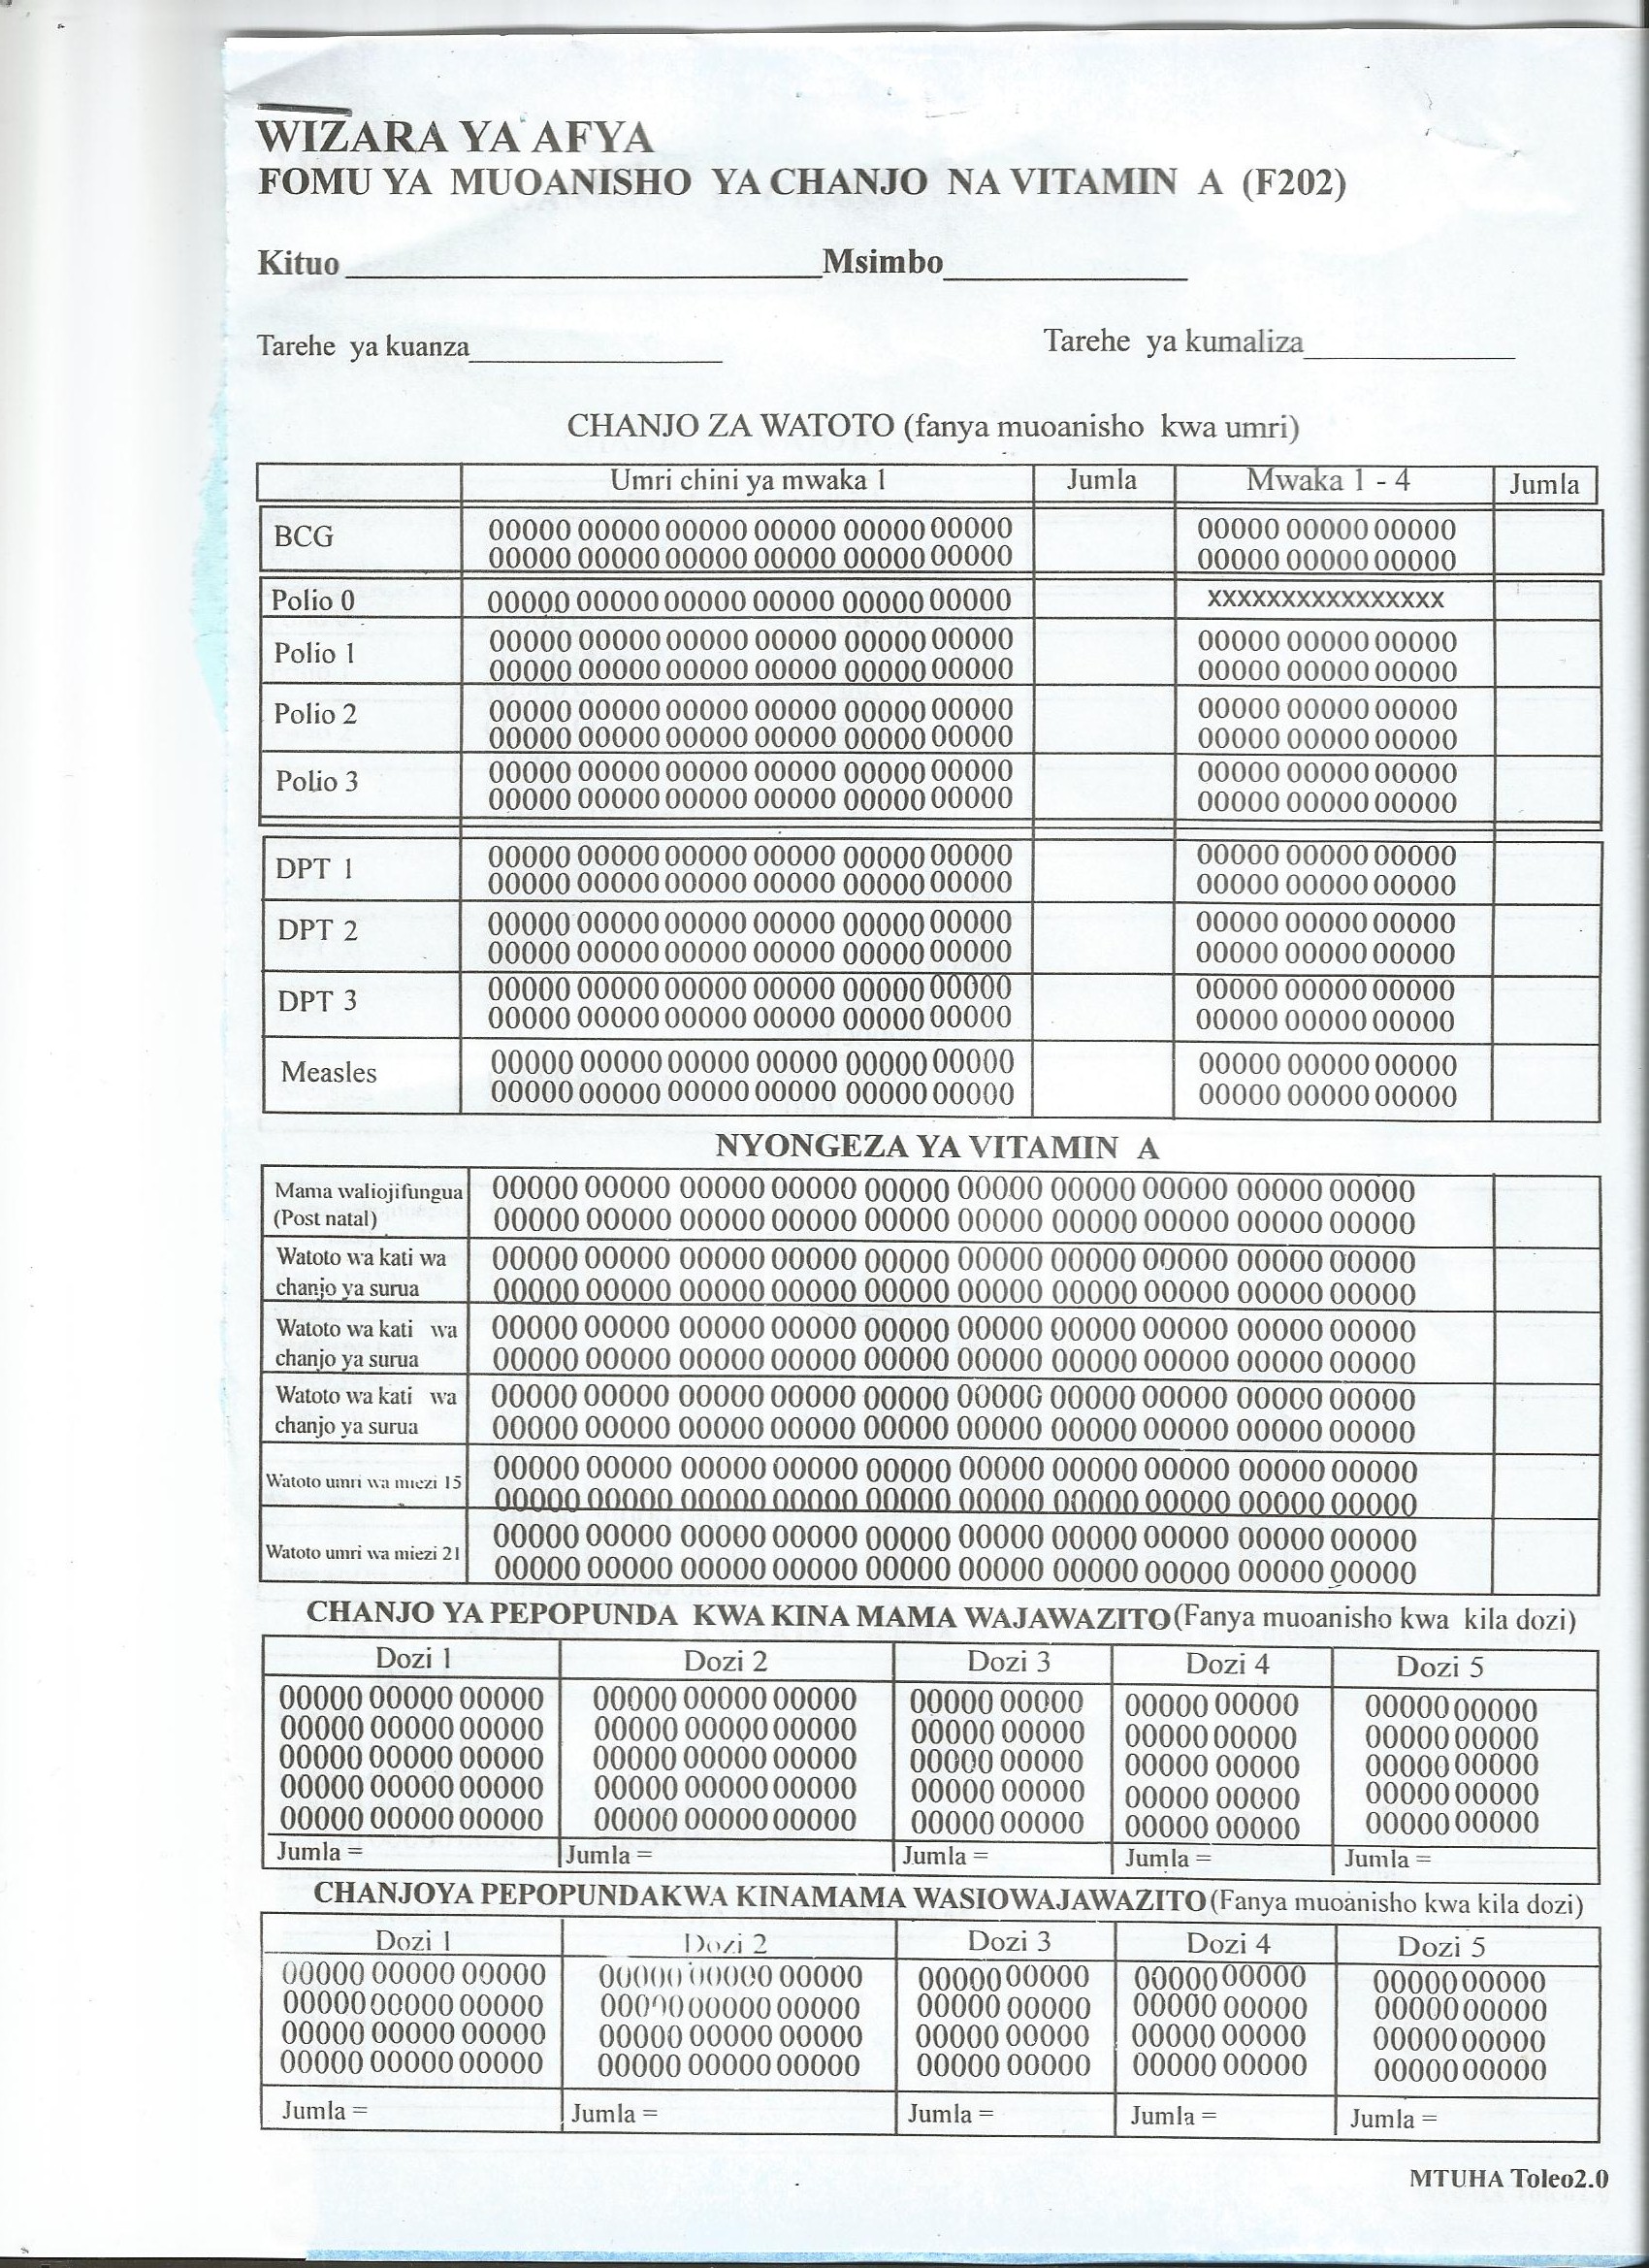 WIZARA YA AFYA
FOMU YA MUOANISHO YA CHANJO NA VITAMIN A (F202)
Kituo Msimbo
Tarehe ya kuanza Tarehe ya kumaliza
CHANJO ZA WATOTO (fanya muoanisho kwa umri)
Umri chini ya mwaka 1 Jumla Mwaka 1 - 4 Jumla
BCG 00000 00000 00000 00000 00000 00000 00000 00000 00000
00000 00000 00000 00000 00000 00000 00000 00000 00000
Polio 0 00000 00000 00000 00000 00000 00000 XXXXXXXXXXXXXXXX
Polio 1 00000 00000 00000 00000 00000 00000 00000 00000 00000
00000 00000 00000 00000 00000 00000 00000 00000 00000
Polio 2 00000 00000 00000 00000 00000 00000 00000 00000 00000
00000 00000 00000 00000 00000 00000 00000 00000 00000
Polio 3 00000 00000 00000 00000 00000 00000 00000 00000 00000
00000 00000 00000 00000 00000 00000 00000 00000 00000
DPT 1 00000 00000 00000 00000 00000 00000 00000 00000 00000
00000 00000 00000 00000 00000 00000 00000 00000 00000
DPT 2 00000 00000 00000 00000 00000 00000 00000 00000 00000
00000 00000 00000 00000 00000 00000 00000 00000 00000
DPT 3 00000 00000 00000 00000 00000 00000 00000 00000 00000
00000 00000 00000 00000 00000 00000 00000 00000 00000
Measles 00000 00000 00000 00000 00000 00000 00000 00000 00000
00000 00000 00000 00000 00000 00000 00000 00000 00000
NYONGEZA YA VITAMIN A
Mama waliojifungua 00000 00000 00000 00000 00000 00000 00000 00000 00000 00000
(Post natal) 00000 00000 00000 00000 00000 00000 00000 00000 00000 00000
Watoto wa kati wa 00000 00000 00000 00000 00000 00000 00000 00000 00000 00000
chanjo ya surua 00000 00000 00000 00000 00000 00000 00000 00000 00000 00000
Watoto wa kati wa 00000 00000 00000 00000 00000 00000 00000 00000 00000 00000
chanjo ya surua 00000 00000 00000 00000 00000 00000 00000 00000 00000 00000
Watoto wa kati wa 00000 00000 00000 00000 00000 00000 00000 00000 00000 00000
chanjo ya surua 00000 00000 00000 00000 00000 00000 00000 00000 00000 00000
Watoto umri wa miezi 15 00000 00000 00000 00000 00000 00000 00000 00000 00000 00000
00000 00000 00000 00000 00000 00000 00000 00000 00000 00000
Watoto umri wa miezi 21 00000 00000 00000 00000 00000 00000 00000 00000 00000 00000
00000 00000 00000 00000 00000 00000 00000 00000 00000 00000
CHANJO YA PEPOPUNDA KWA KINA MAMA WAJAWAZITO (Fanya muoanisho kwa kila dozi)
Dozi 1 Dozi 2 Dozi 3 Dozi 4 Dozi 5
00000 00000 00000 00000 00000 00000 00000 00000 00000 00000 00000 00000
00000 00000 00000 00000 00000 00000 00000 00000 00000 00000 00000 00000
00000 00000 00000 00000 00000 00000 00000 00000 00000 00000 00000 00000
00000 00000 00000 00000 00000 00000 00000 00000 00000 00000 00000 00000
00000 00000 00000 00000 00000 00000 00000 00000 00000 00000 00000 00000
Jumla = Jumla = Jumla = Jumla = Jumla =
CHANJOYA PEPOPUNDAKWA KINAMAMA WASIOWAJAWAZITO (Fanya muoanisho kwa kila dozi)
Dozi 1 Dozi 2 Dozi 3 Dozi 4 Dozi 5
00000 00000 00000 00000 00000 00000 00000 00000 00000 00000 00000 00000
00000 00000 00000 00000 00000 00000 00000 00000 00000 00000 00000 00000
00000 00000 00000 00000 00000 00000 00000 00000 00000 00000 00000 00000
00000 00000 00000 00000 00000 00000 00000 00000 00000 00000 00000 00000
Jumla = Jumla = Jumla = Jumla = Jumla =
MTUHA Toleo2.0